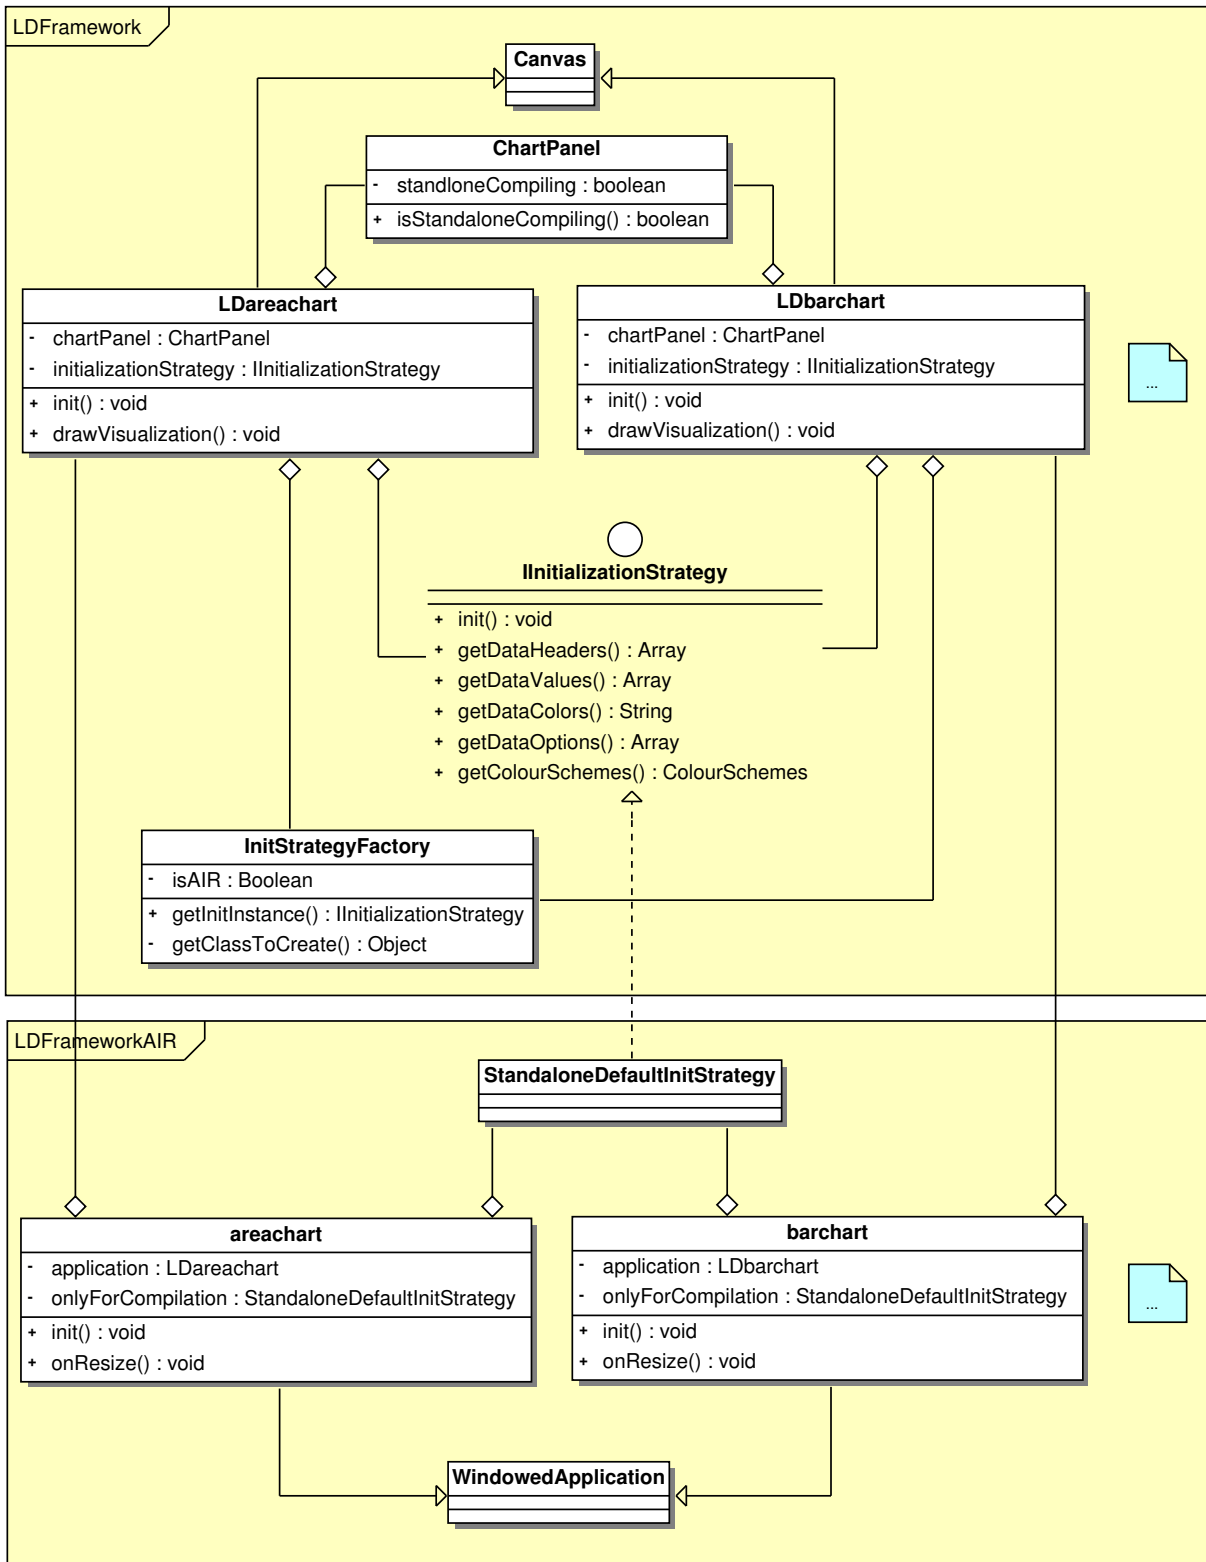 LDFramework
Canvas
ChartPanel
- standloneCompiling : boolean
+ isStandaloneCompiling() : boolean
LDareachart
- chartPanel : ChartPanel
- initializationStrategy : IInitializationStrategy
+ init() : void
+ drawVisualization() : void
LDbarchart
- chartPanel : ChartPanel
- initializationStrategy : IInitializationStrategy
+ init() : void
+ drawVisualization() : void
...
IInitializationStrategy
+ init() : void
+ getDataHeaders() : Array
+ getDataValues() : Array
+ getDataColors() : String
+ getDataOptions() : Array
+ getColourSchemes() : ColourSchemes
InitStrategyFactory
- isAIR : Boolean
+ getInitInstance() : IInitializationStrategy
- getClassToCreate() : Object
LDFrameworkAIR
StandaloneDefaultInitStrategy
areachart
- application : LDareachart
- onlyForCompilation : StandaloneDefaultInitStrategy
+ init() : void
+ onResize() : void
barchart
- application : LDbarchart
- onlyForCompilation : StandaloneDefaultInitStrategy
+ init() : void
+ onResize() : void
...
WindowedApplication